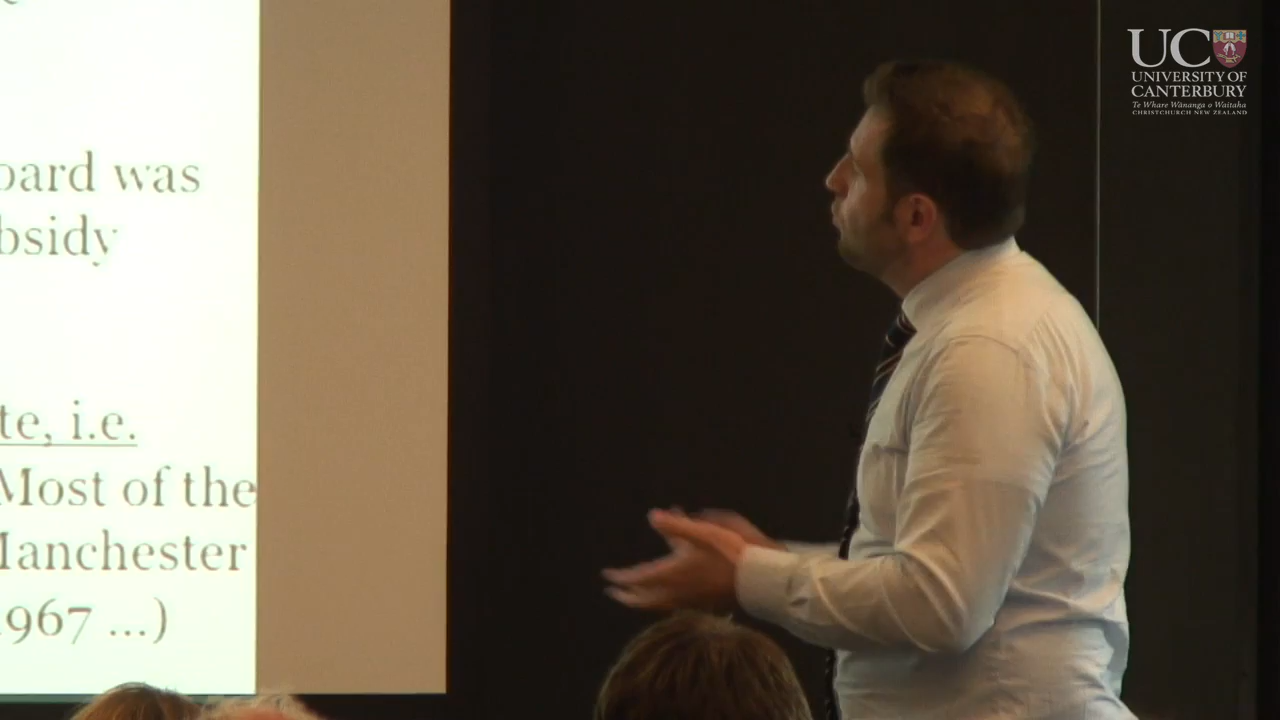 UC
UNIVERSITY OF
CANTERBURY
Te Whare Wānanga o Waitaha
CHRISTCHURCH NEW ZEALAND
oard was
bsidy
te, i.e.
Most of the
Manchester
1967 ...)